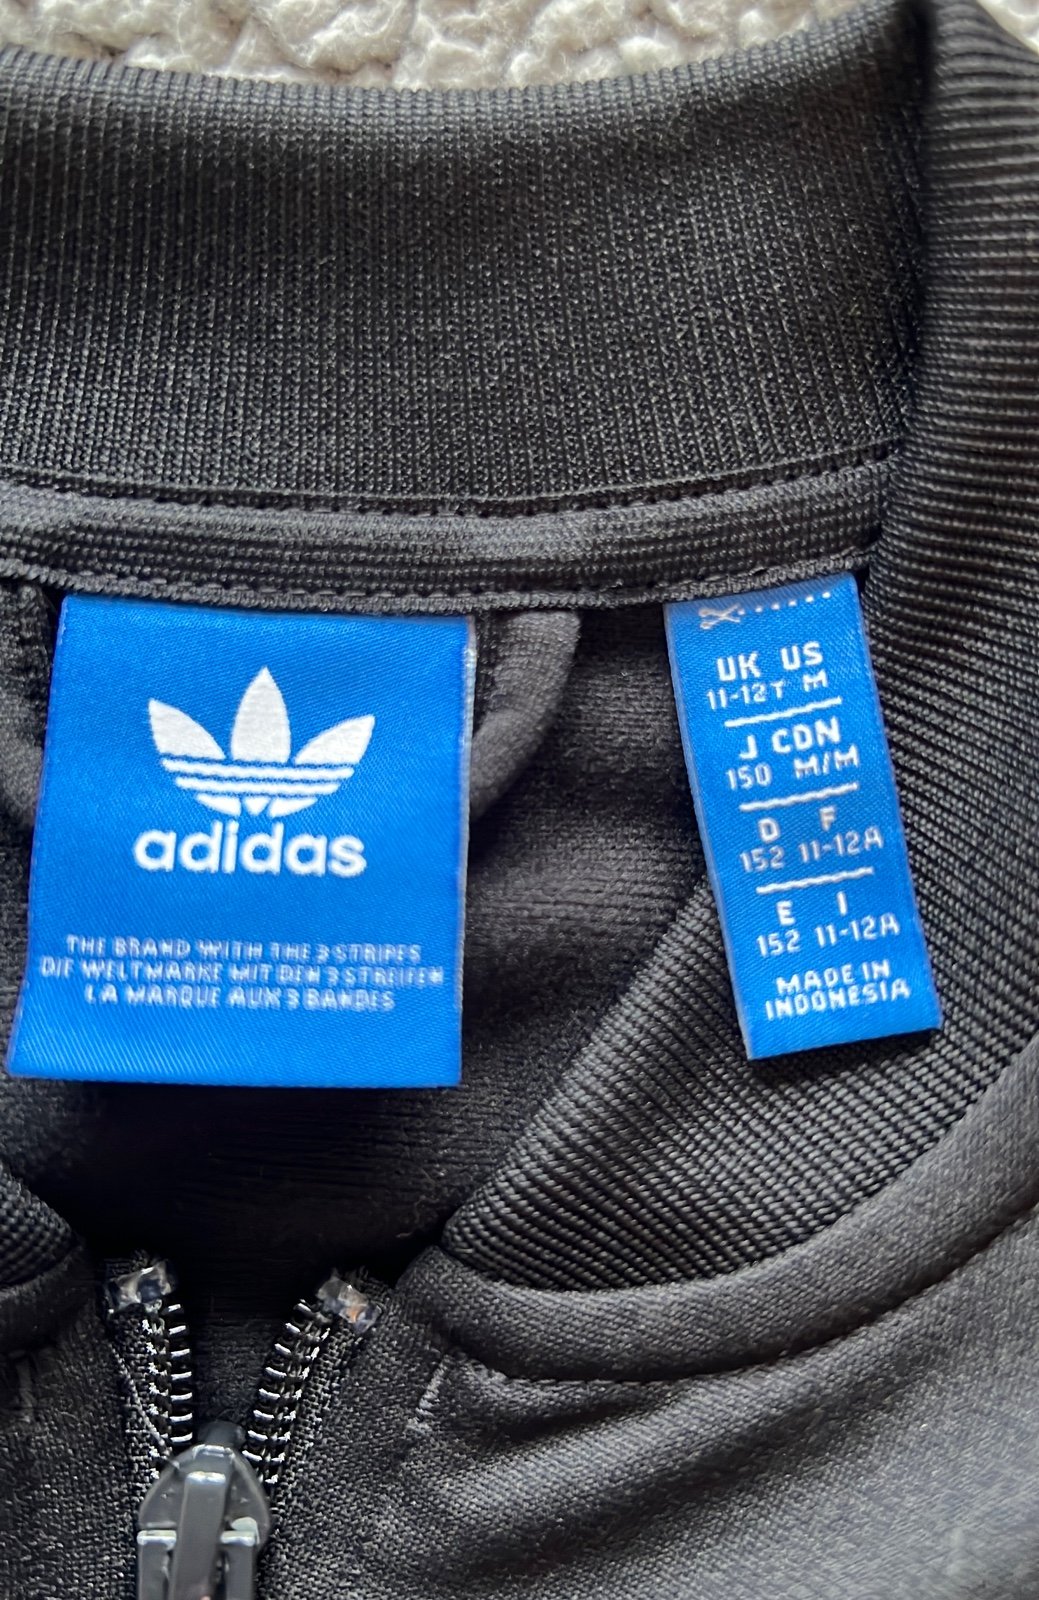 adidas
THE BRAND WITH THE 3 STRIPES
DIE WELTMARKE MIT DEN 3 STREIFEN
LA MARQUE AUX 3 BANDES
UK US
11-12Y M
J CDN
150 M/M
D F
152 11-12A
E I
152 11-12A
MADE IN
INDONESIA